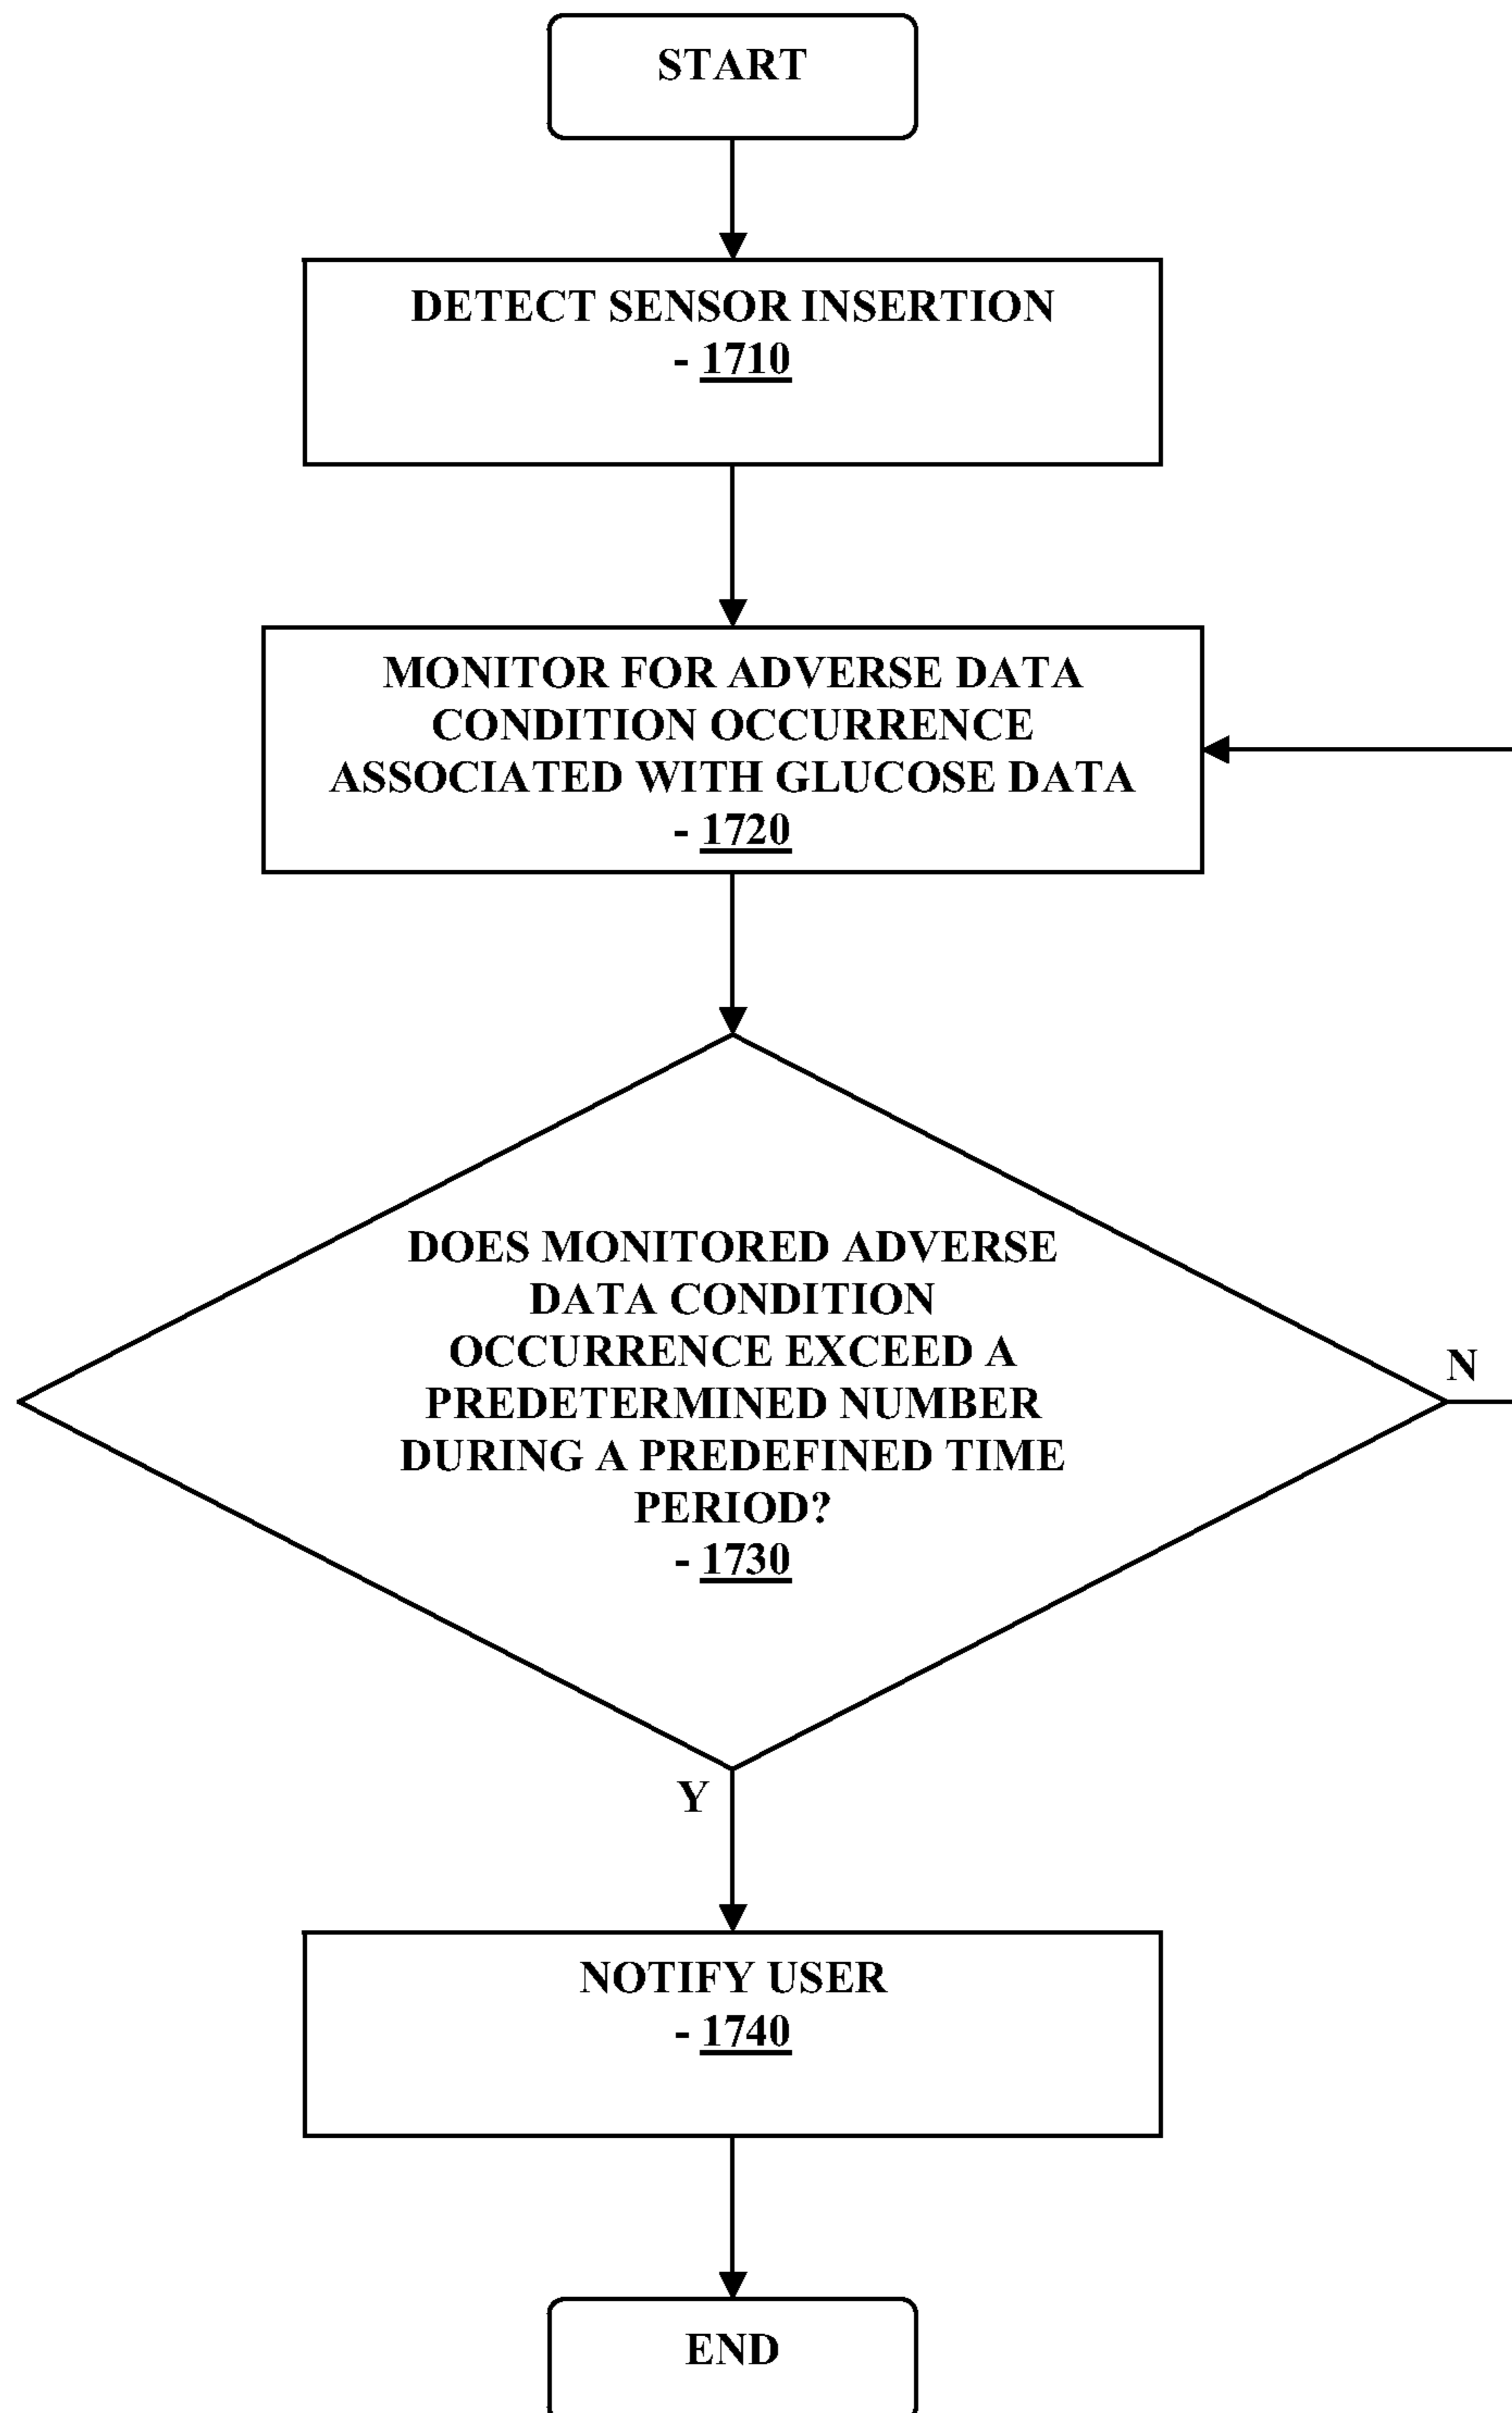 START
DETECT SENSOR INSERTION
- 1710
MONITOR FOR ADVERSE DATA
CONDITION OCCURRENCE
ASSOCIATED WITH GLUCOSE DATA
- 1720
DOES MONITORED ADVERSE
DATA CONDITION
OCCURRENCE EXCEED A
PREDETERMINED NUMBER
DURING A PREDEFINED TIME
PERIOD?
- 1730
N
Y
NOTIFY USER
- 1740
END